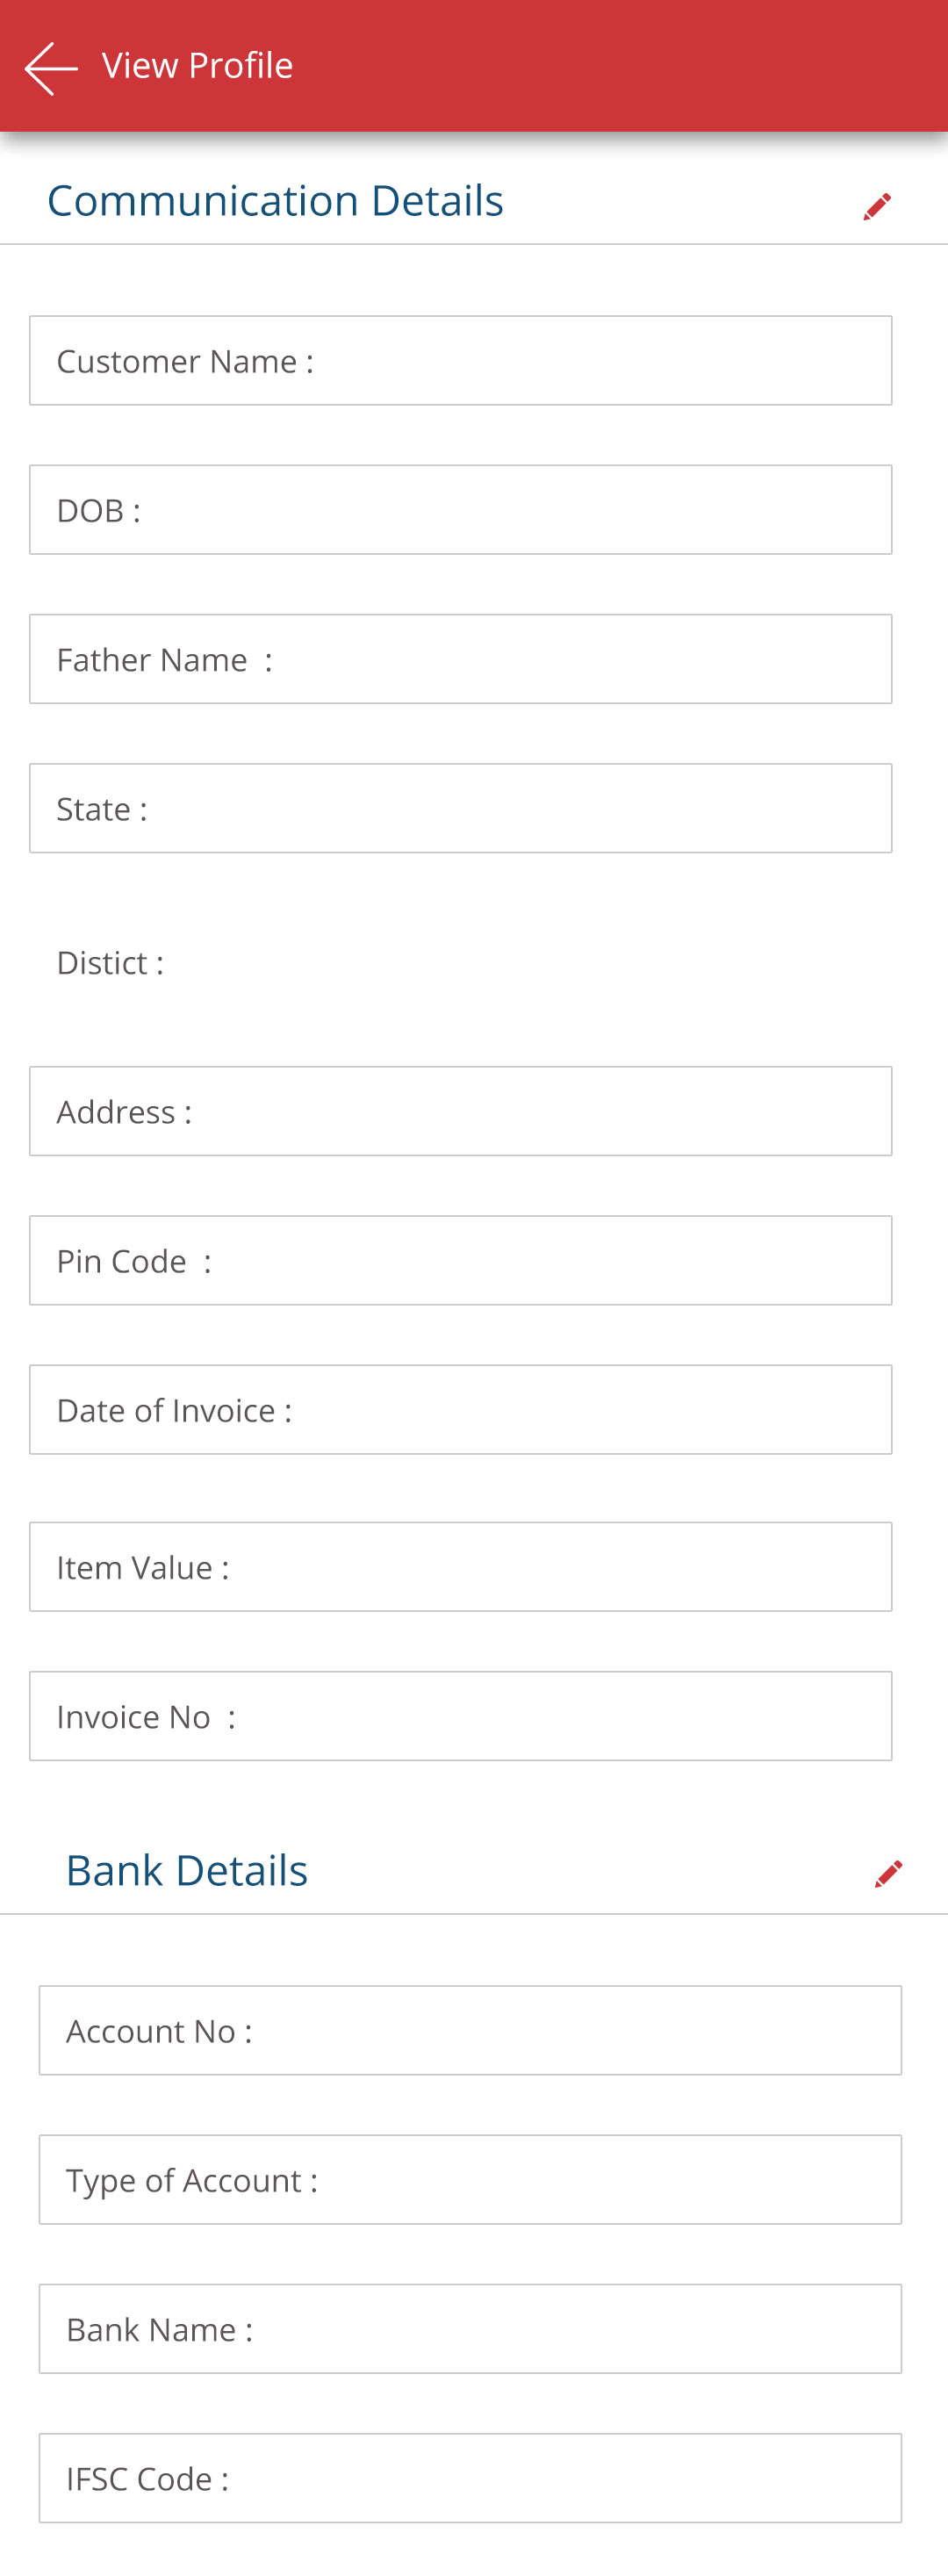 View Profile
Communication Details
Customer Name :
DOB :
Father Name  :
State :
Distict :
Address :
Pin Code  :
Date of Invoice :
Item Value :
Invoice No  :
Bank Details
Account No :
Type of Account :
Bank Name :
IFSC Code :